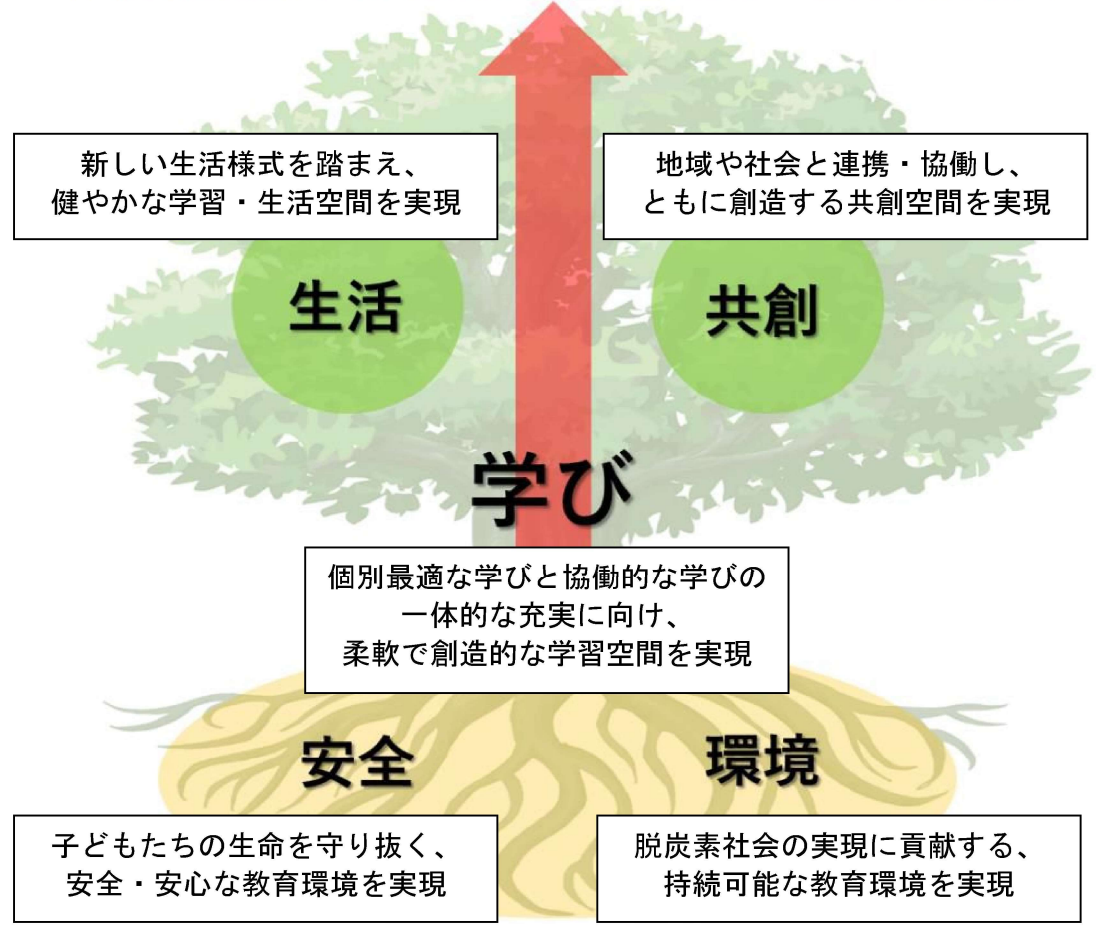 新しい生活様式を踏まえ、
健やかな学習・生活空間を実現
地域や社会と連携・協働し、
ともに創造する共創空間を実現
生活
共創
学び
個別最適な学びと協働的な学びの
一体的な充実に向け、
柔軟で創造的な学習空間を実現
安全
環境
子どもたちの生命を守り抜く、
安全・安心な教育環境を実現
脱炭素社会の実現に貢献する、
持続可能な教育環境を実現